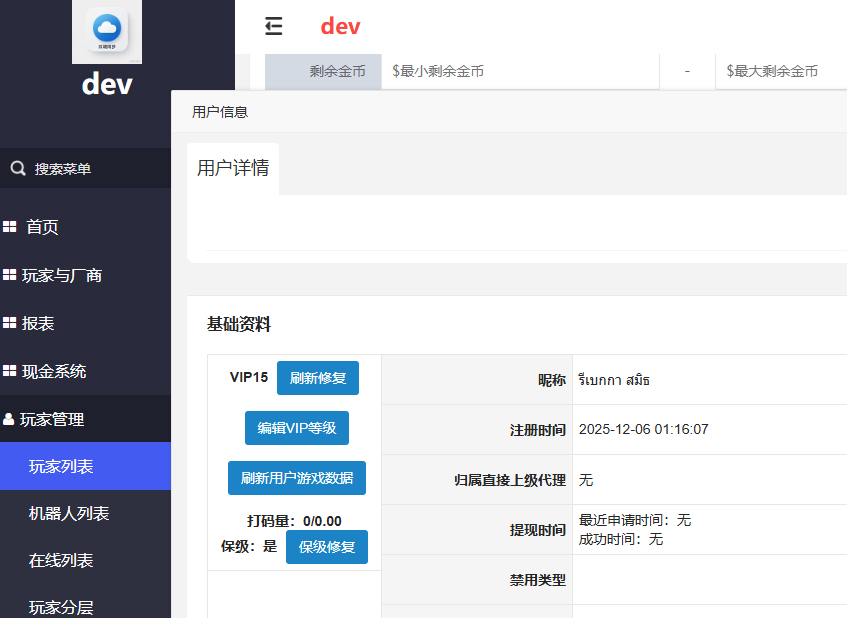 dev
dev
剩余金币 $最小剩余金币 - $最大剩余金币
搜索菜单
首页
玩家与厂商
报表
现金系统
玩家管理
玩家列表
机器人列表
在线列表
玩家分层
用户信息
用户详情
基础资料
VIP15 刷新修复
编辑VIP等级
刷新用户游戏数据
打码量：0/0.00
保级：是 保级修复
昵称 รีเบกกา สมิธ
注册时间 2025-12-06 01:16:07
归属直接上级代理 无
提现时间 最近申请时间：无
成功时间：无
禁用类型